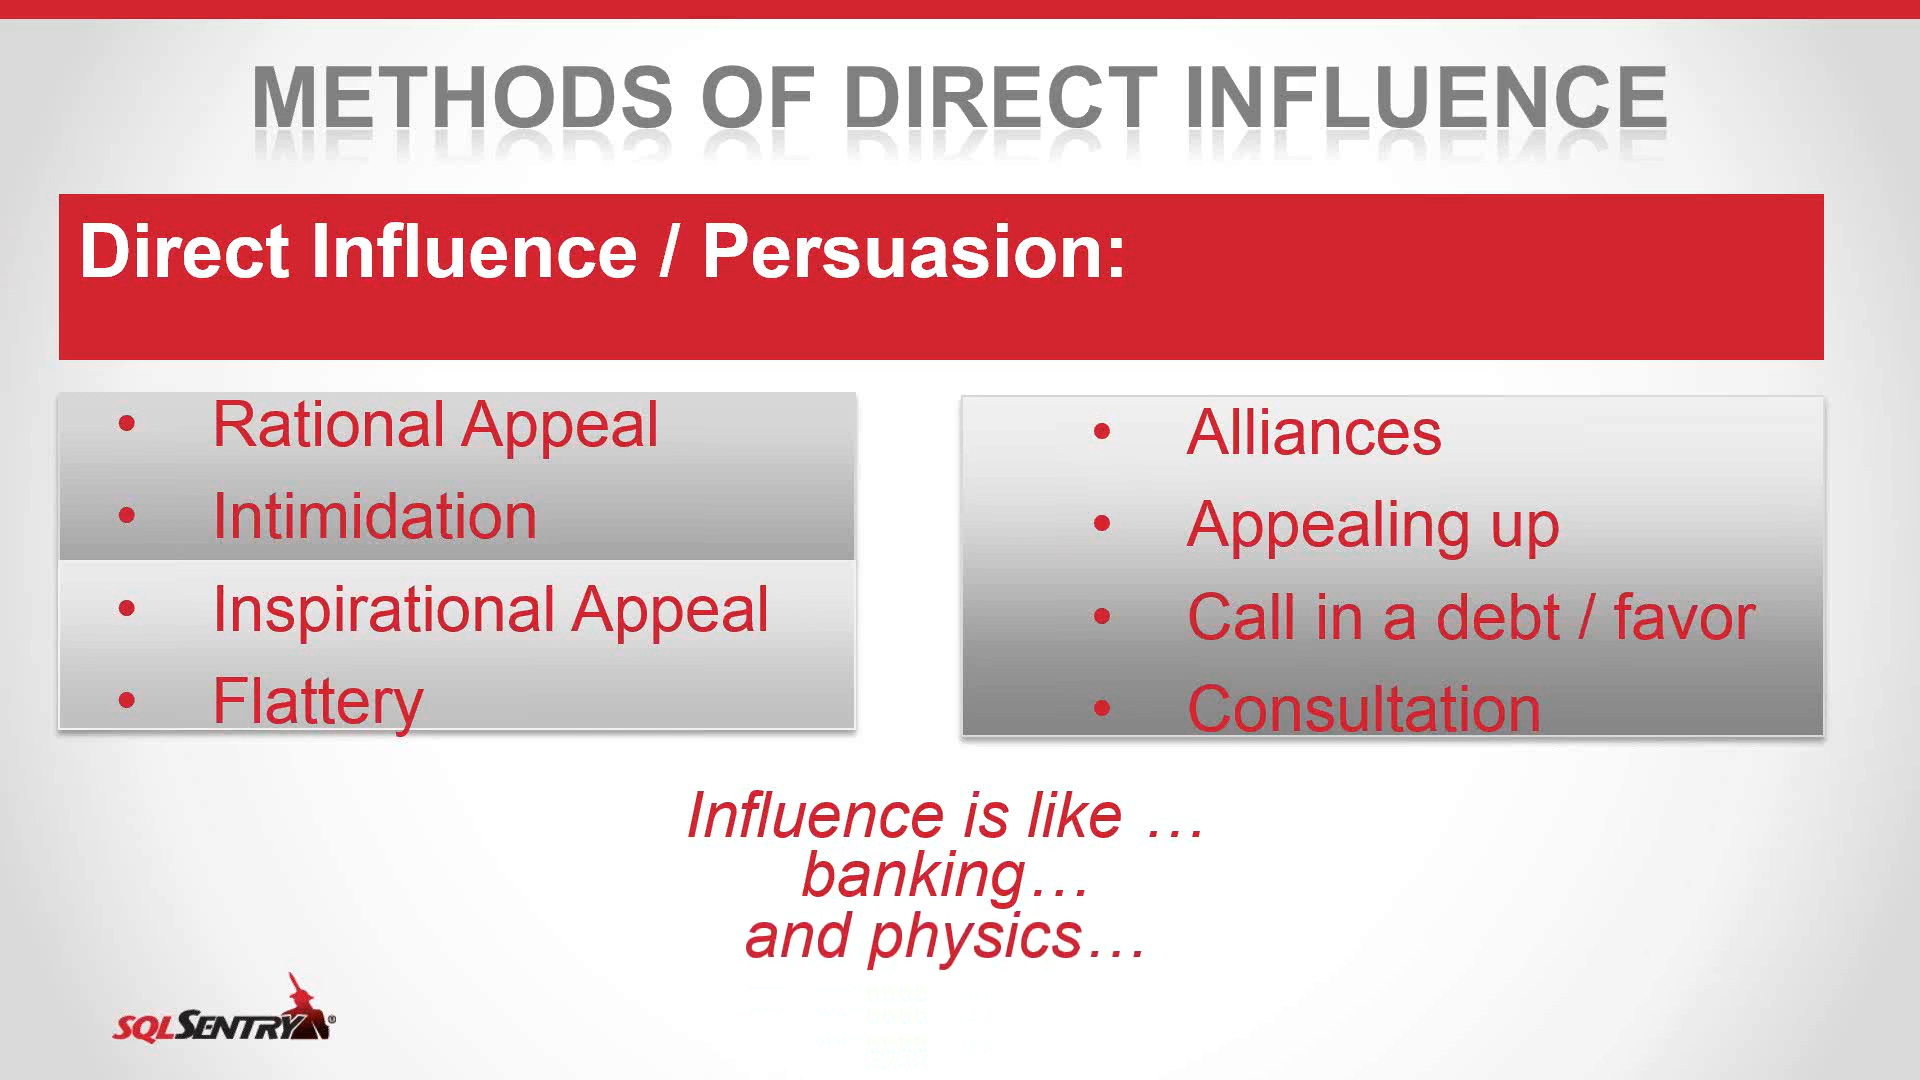 METHODS OF DIRECT INFLUENCE
Direct Influence / Persuasion:
• Rational Appeal
• Intimidation
• Inspirational Appeal
• Flattery
• Alliances
• Appealing up
• Call in a debt / favor
• Consultation
Influence is like …
banking…
and physics…
SQLSENTRY®